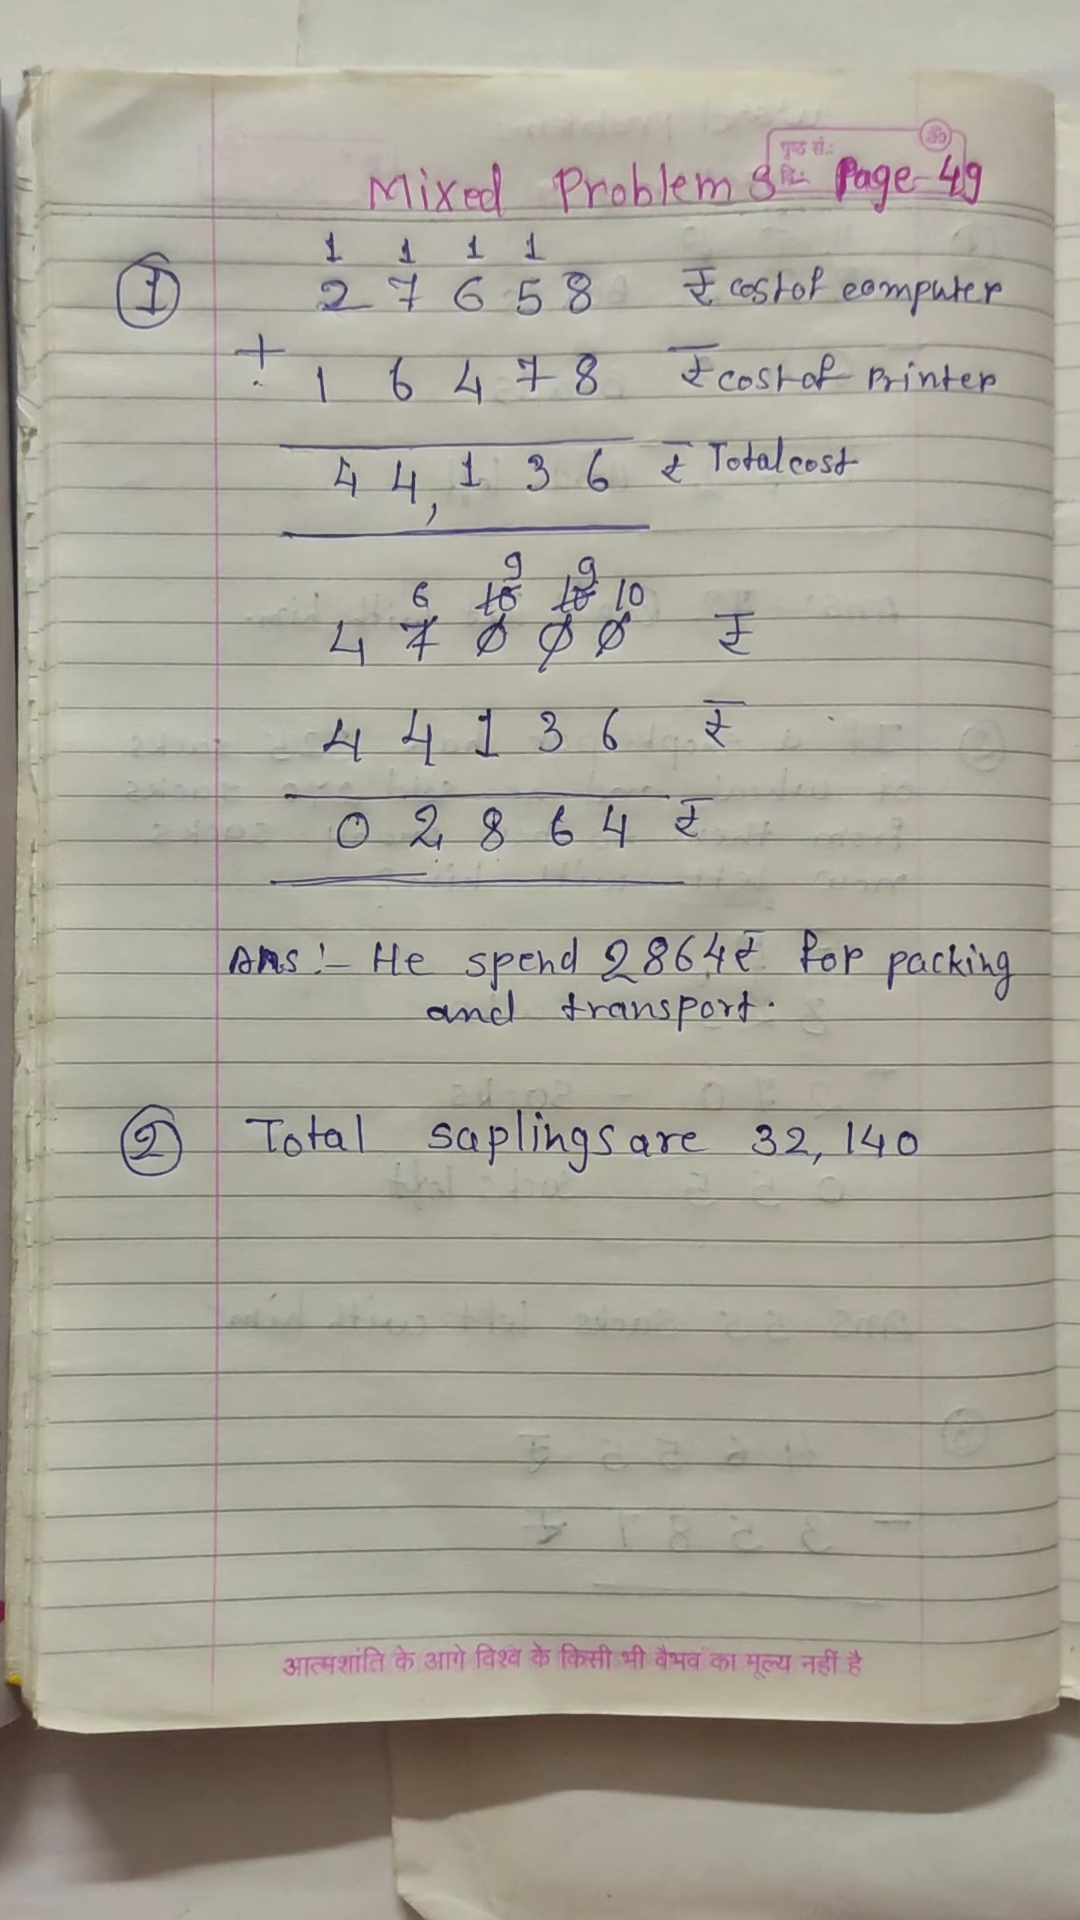 पृष्ठ सं.:
दि.:
ॐ
Mixed Problems Page-49
1 1 1 1
① 2 7 6 5 8 ₹ cost of computer
+ 1 6 4 7 8 ₹ cost of Printer
4 4, 1 3 6 ₹ Total cost
9 9
6 10 10 10
4 7 0 0 0 ₹
4 4 1 3 6 ₹
0 2 8 6 4 ₹
Ans :- He spend 2864₹ for packing
and transport.
② Total saplings are 32,140
आत्मशांति के आगे विश्व के किसी भी वैभव का मूल्य नहीं है